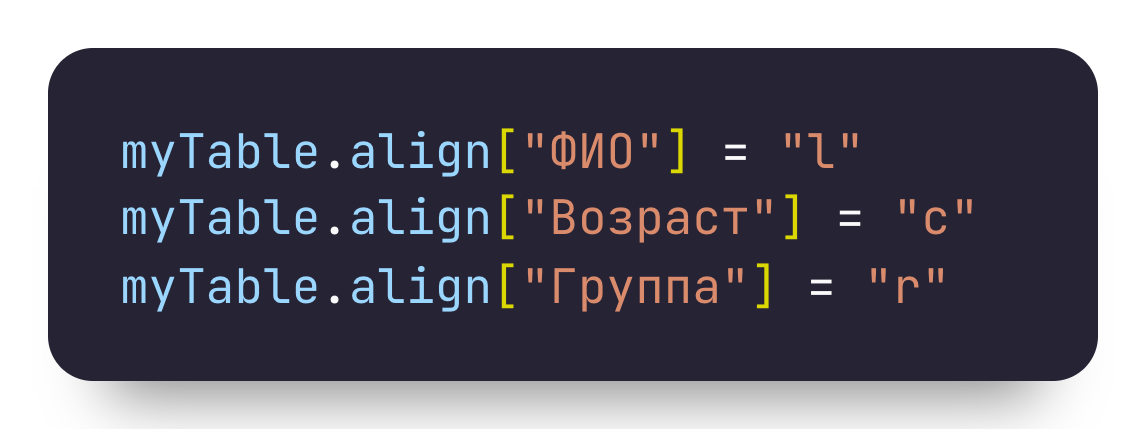 myTable.align["ФИО"] = "l"
myTable.align["Возраст"] = "c"
myTable.align["Группа"] = "r"